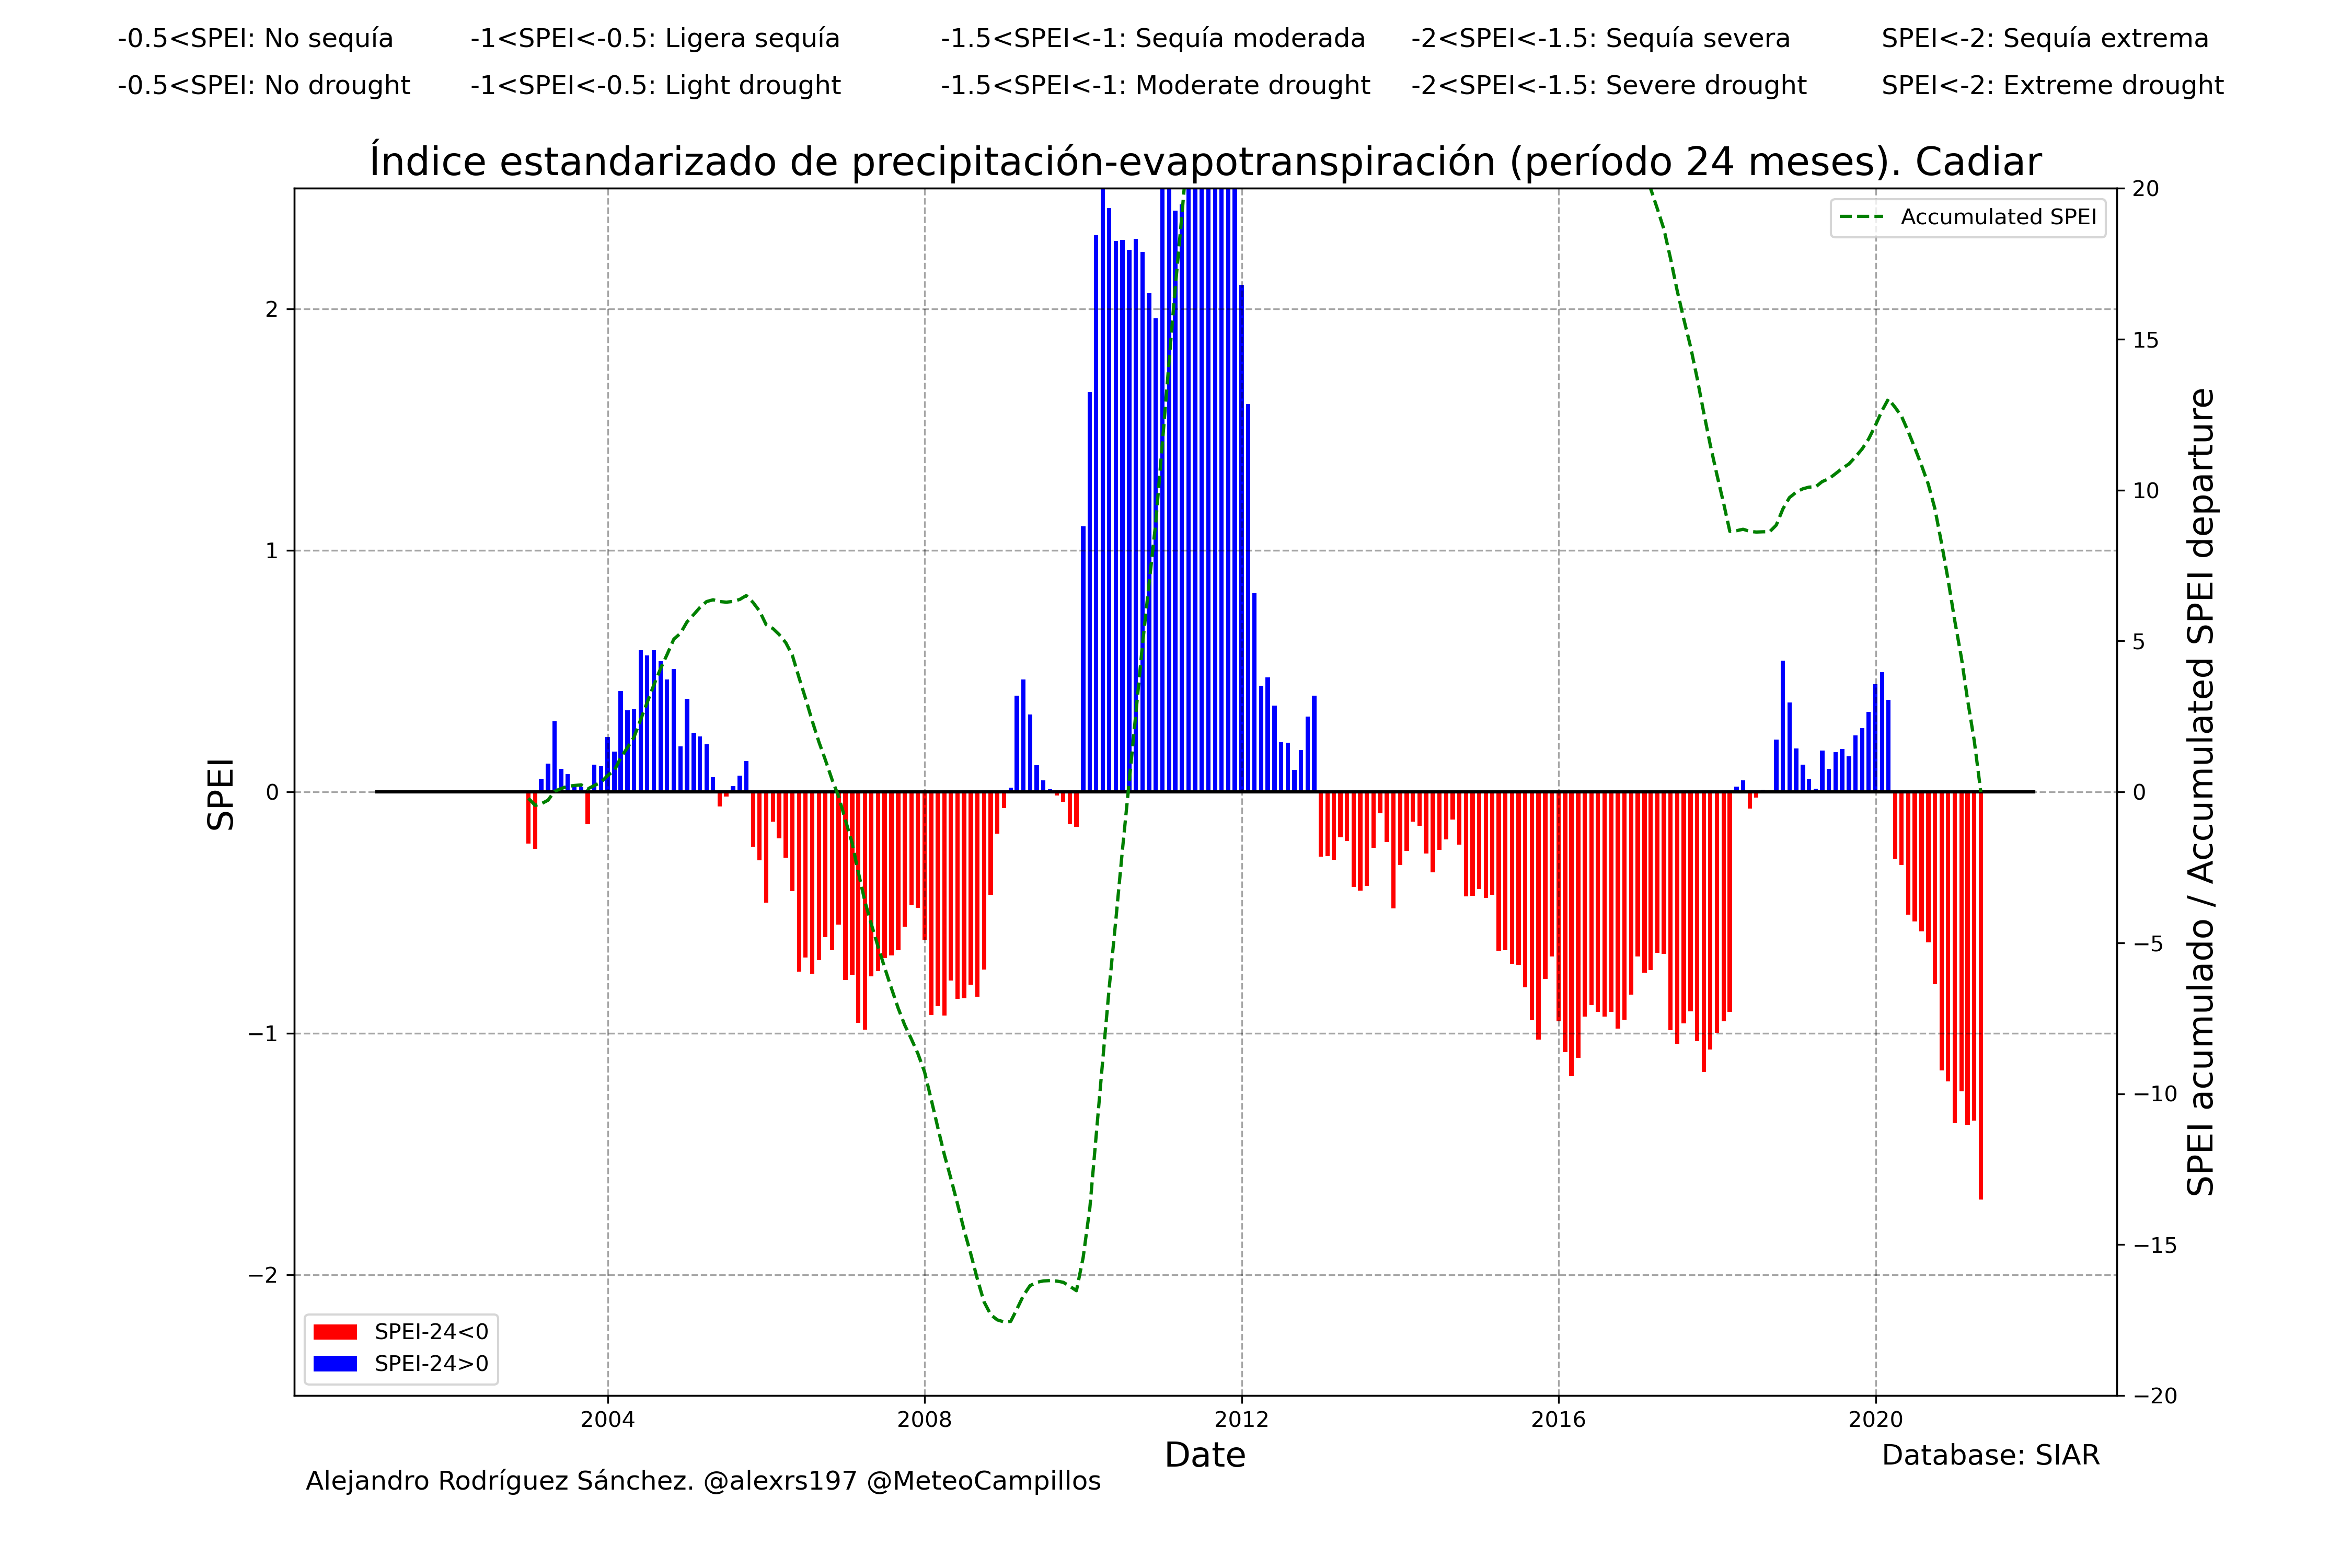 -0.5<SPEI: No sequía -1<SPEI<-0.5: Ligera sequía -1.5<SPEI<-1: Sequía moderada -2<SPEI<-1.5: Sequía severa SPEI<-2: Sequía extrema
-0.5<SPEI: No drought -1<SPEI<-0.5: Light drought -1.5<SPEI<-1: Moderate drought -2<SPEI<-1.5: Severe drought SPEI<-2: Extreme drought
Índice estandarizado de precipitación-evapotranspiración (período 24 meses). Cadiar
Accumulated SPEI
SPEI
2
1
0
−1
−2
20
15
10
5
0
−5
−10
−15
−20
SPEI acumulado / Accumulated SPEI departure
SPEI-24<0
SPEI-24>0
2004 2008 2012 2016 2020
Date
Database: SIAR
Alejandro Rodríguez Sánchez. @alexrs197 @MeteoCampillos